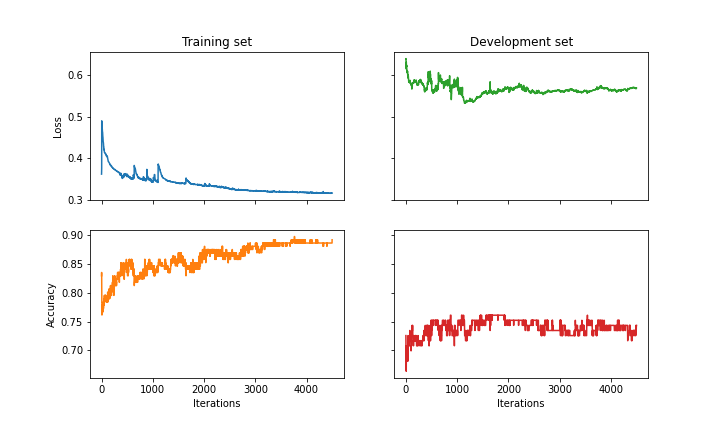 Training set
Development set
0.6
0.5
0.4
0.3
Loss
0.90
0.85
0.80
0.75
0.70
Accuracy
0 1000 2000 3000 4000
0 1000 2000 3000 4000
Iterations
Iterations